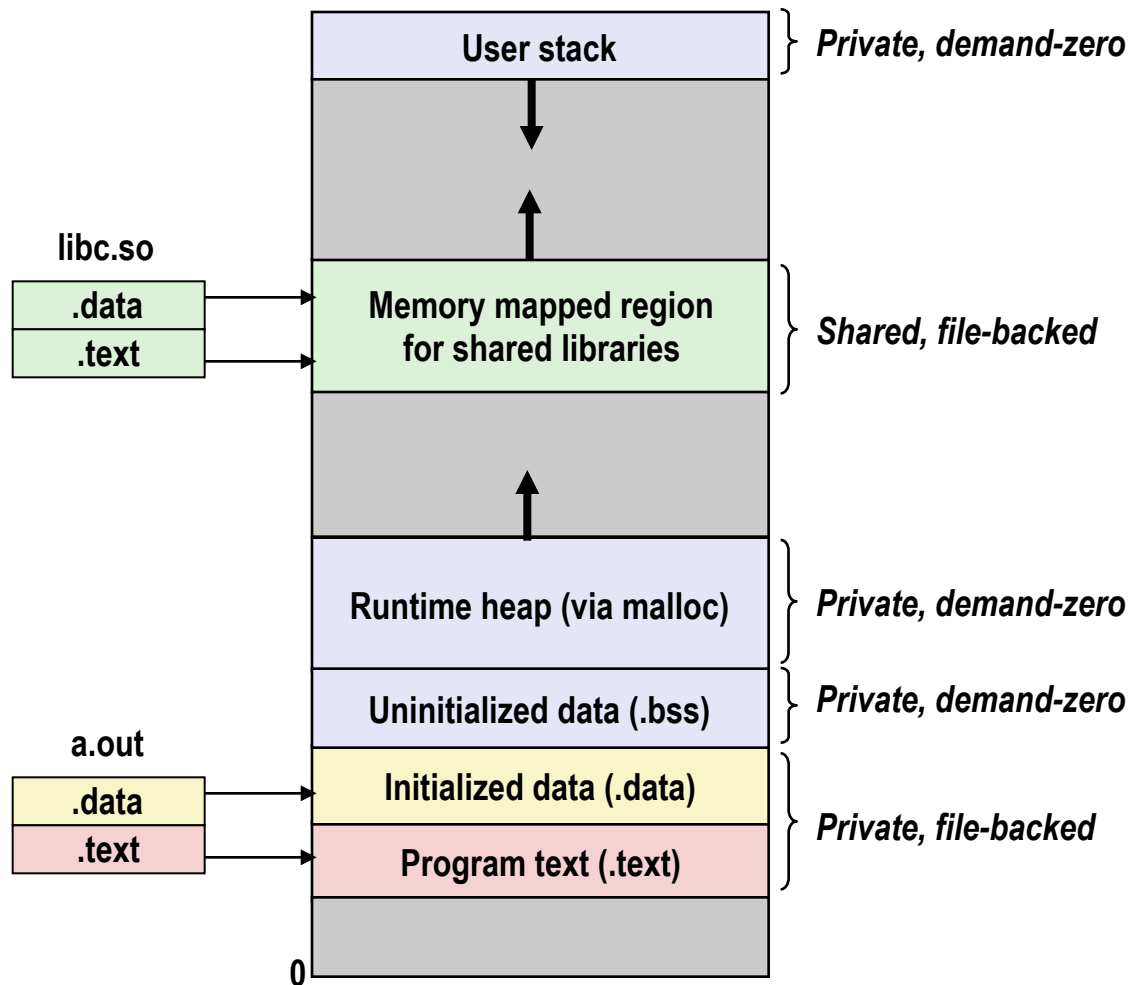 User stack
Private, demand-zero
libc.so
.data
.text
Memory mapped region
for shared libraries
Shared, file-backed
Runtime heap (via malloc)
Private, demand-zero
Uninitialized data (.bss)
Private, demand-zero
a.out
.data
.text
Initialized data (.data)
Program text (.text)
Private, file-backed
0